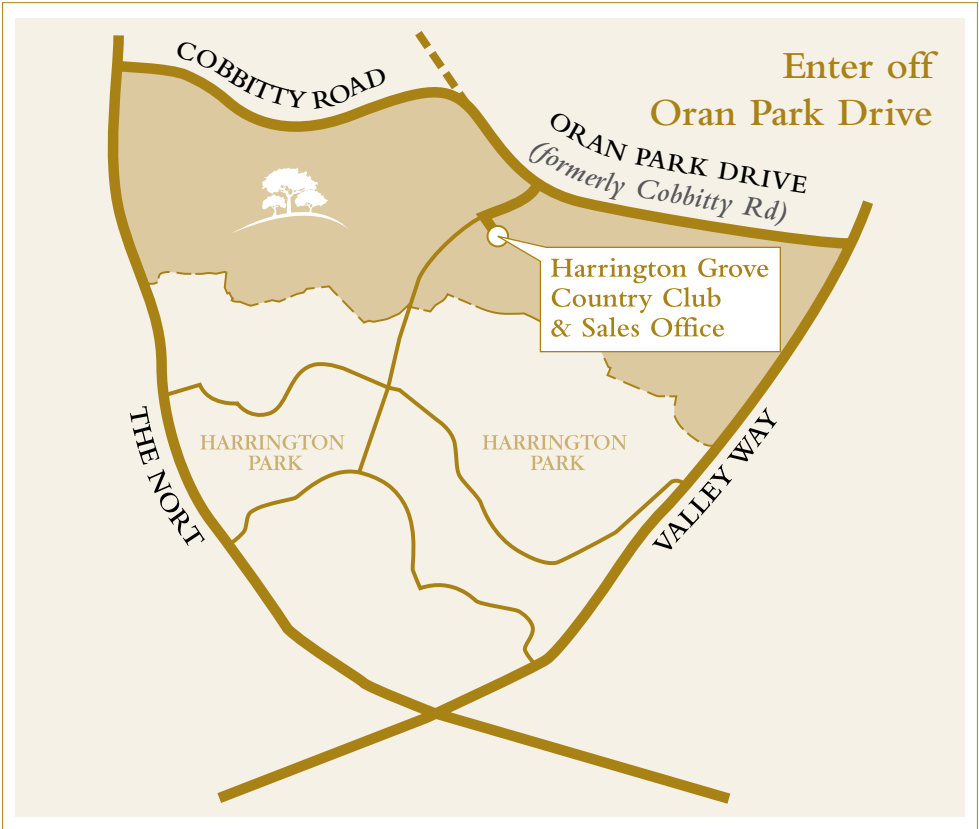 COBBITTY ROAD
Enter off
Oran Park Drive
ORAN PARK DRIVE
(formerly Cobbitty Rd)
Harrington Grove
Country Club
& Sales Office
THE NORT
HARRINGTON
PARK
HARRINGTON
PARK
VALLEY WAY